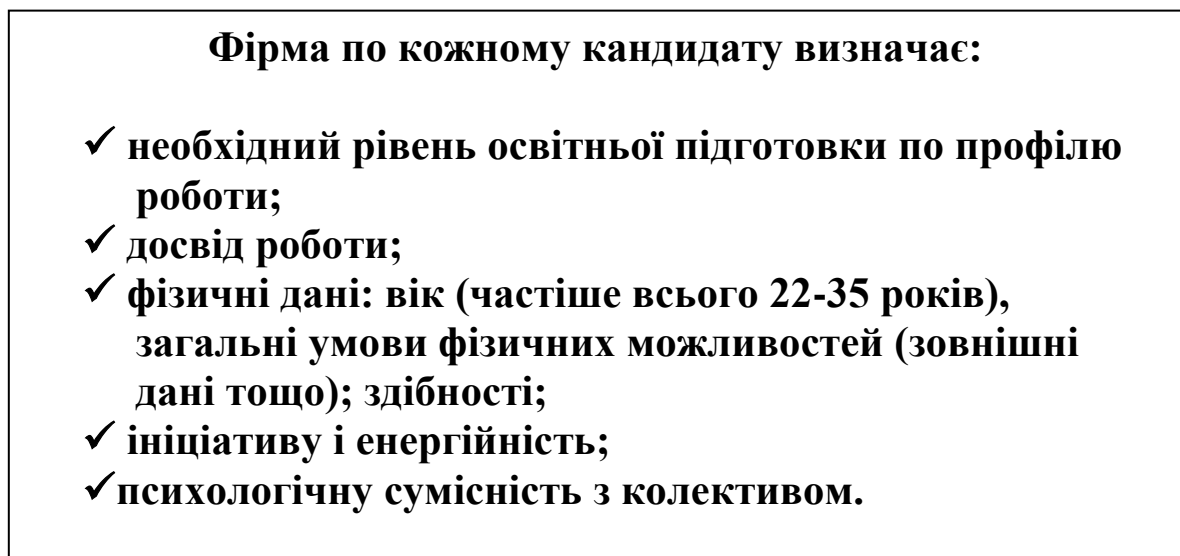 Фірма по кожному кандидату визначає:
✓ необхідний рівень освітньої підготовки по профілю
роботи;
✓ досвід роботи;
✓ фізичні дані: вік (частіше всього 22-35 років),
загальні умови фізичних можливостей (зовнішні
дані тощо); здібності;
✓ ініціативу і енергійність;
✓психологічну сумісність з колективом.